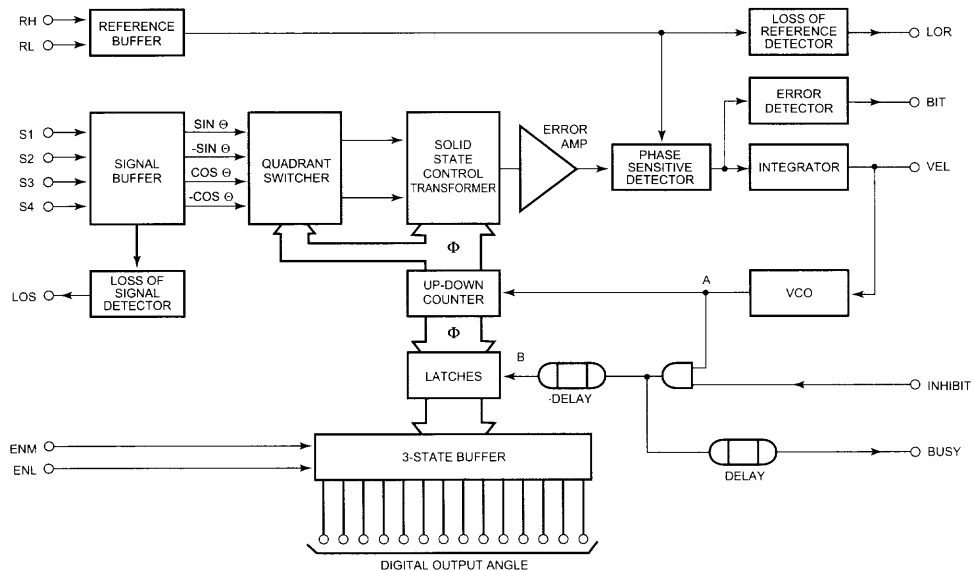 RH
RL
REFERENCE
BUFFER
LOSS OF
REFERENCE
DETECTOR
LOR
ERROR
DETECTOR
BIT
S1
S2
S3
S4
SIGNAL
BUFFER
SIN Θ
-SIN Θ
COS Θ
-COS Θ
QUADRANT
SWITCHER
SOLID
STATE
CONTROL
TRANSFORMER
ERROR
AMP
PHASE
SENSITIVE
DETECTOR
INTEGRATOR
VEL
Φ
LOS
LOSS OF
SIGNAL
DETECTOR
UP-DOWN
COUNTER
A
VCO
Φ
LATCHES
B
-DELAY
INHIBIT
ENM
ENL
3-STATE BUFFER
DELAY
BUSY
DIGITAL OUTPUT ANGLE